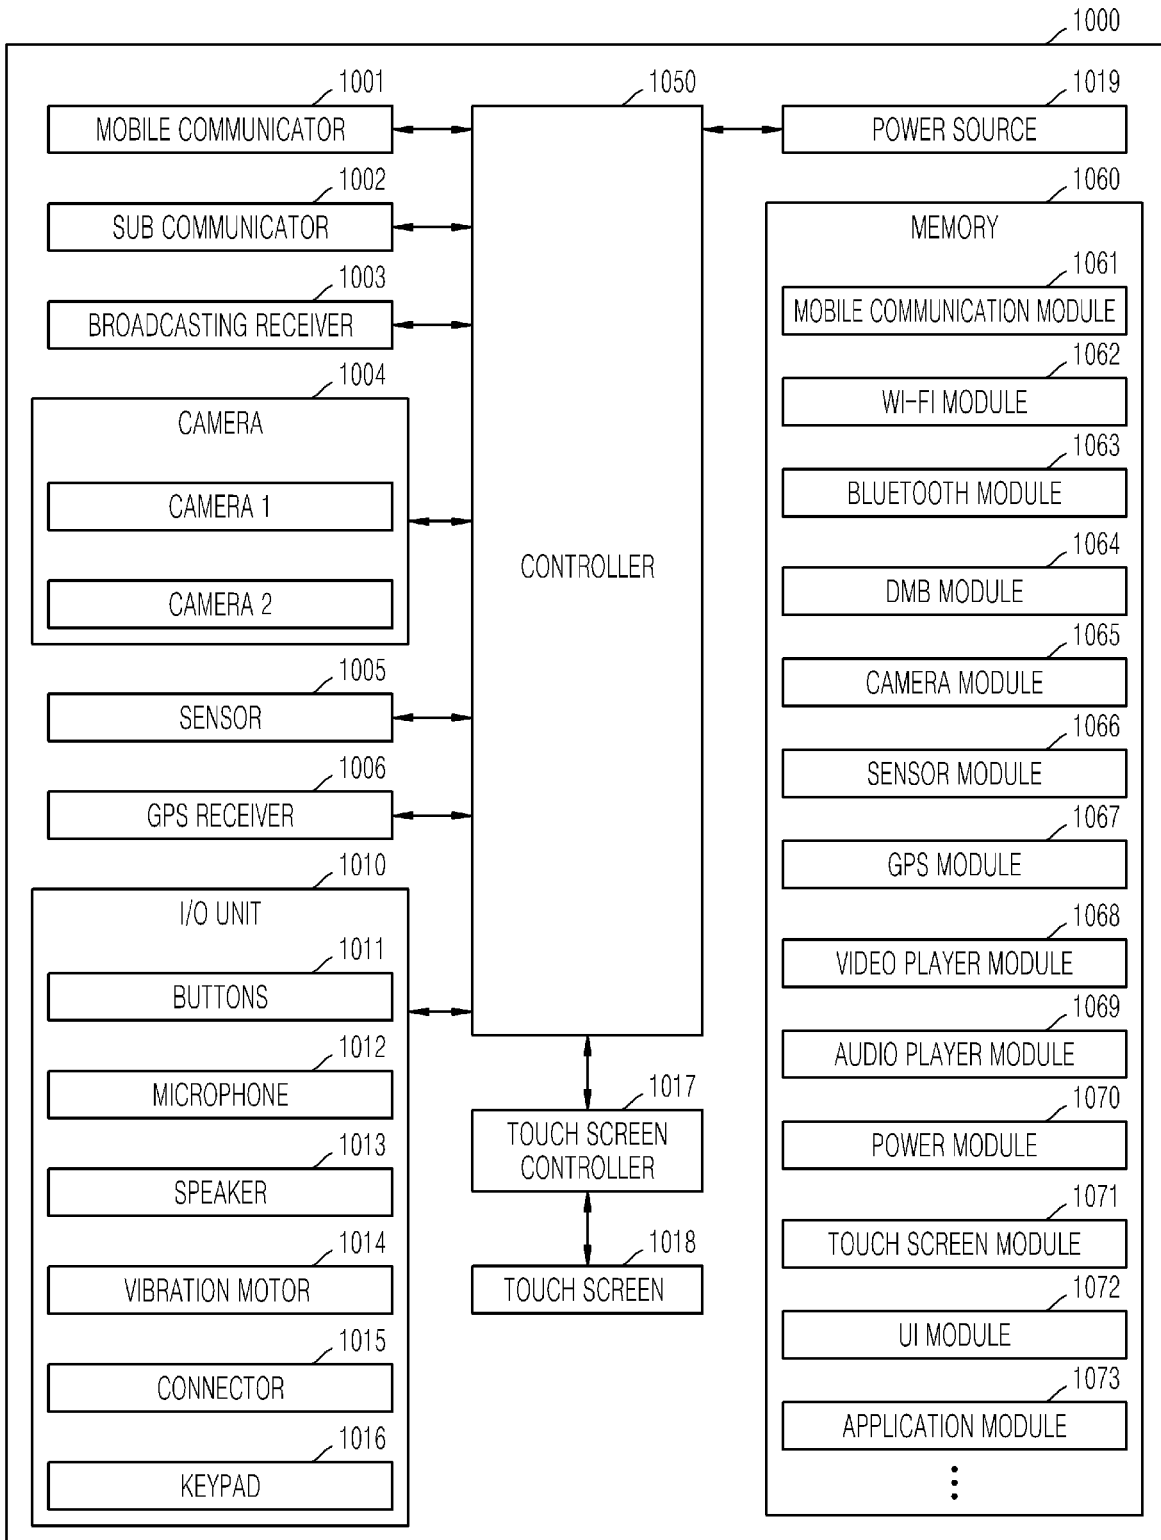 1000
1001
MOBILE COMMUNICATOR
1002
SUB COMMUNICATOR
1003
BROADCASTING RECEIVER
1004
CAMERA
CAMERA 1
CAMERA 2
1005
SENSOR
1006
GPS RECEIVER
1010
I/O UNIT
1011
BUTTONS
1012
MICROPHONE
1013
SPEAKER
1014
VIBRATION MOTOR
1015
CONNECTOR
1016
KEYPAD
1050
CONTROLLER
1017
TOUCH SCREEN
CONTROLLER
1018
TOUCH SCREEN
1019
POWER SOURCE
1060
MEMORY
1061
MOBILE COMMUNICATION MODULE
1062
WI-FI MODULE
1063
BLUETOOTH MODULE
1064
DMB MODULE
1065
CAMERA MODULE
1066
SENSOR MODULE
1067
GPS MODULE
1068
VIDEO PLAYER MODULE
1069
AUDIO PLAYER MODULE
1070
POWER MODULE
1071
TOUCH SCREEN MODULE
1072
UI MODULE
1073
APPLICATION MODULE